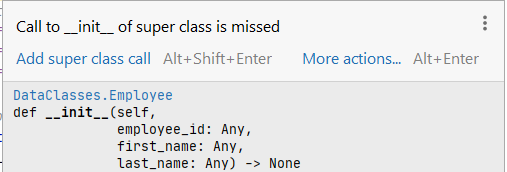 Call to __init__ of super class is missed
Add super class call Alt+Shift+Enter More actions... Alt+Enter
DataClasses.Employee
def __init__(self,
employee_id: Any,
first_name: Any,
last_name: Any) -> None